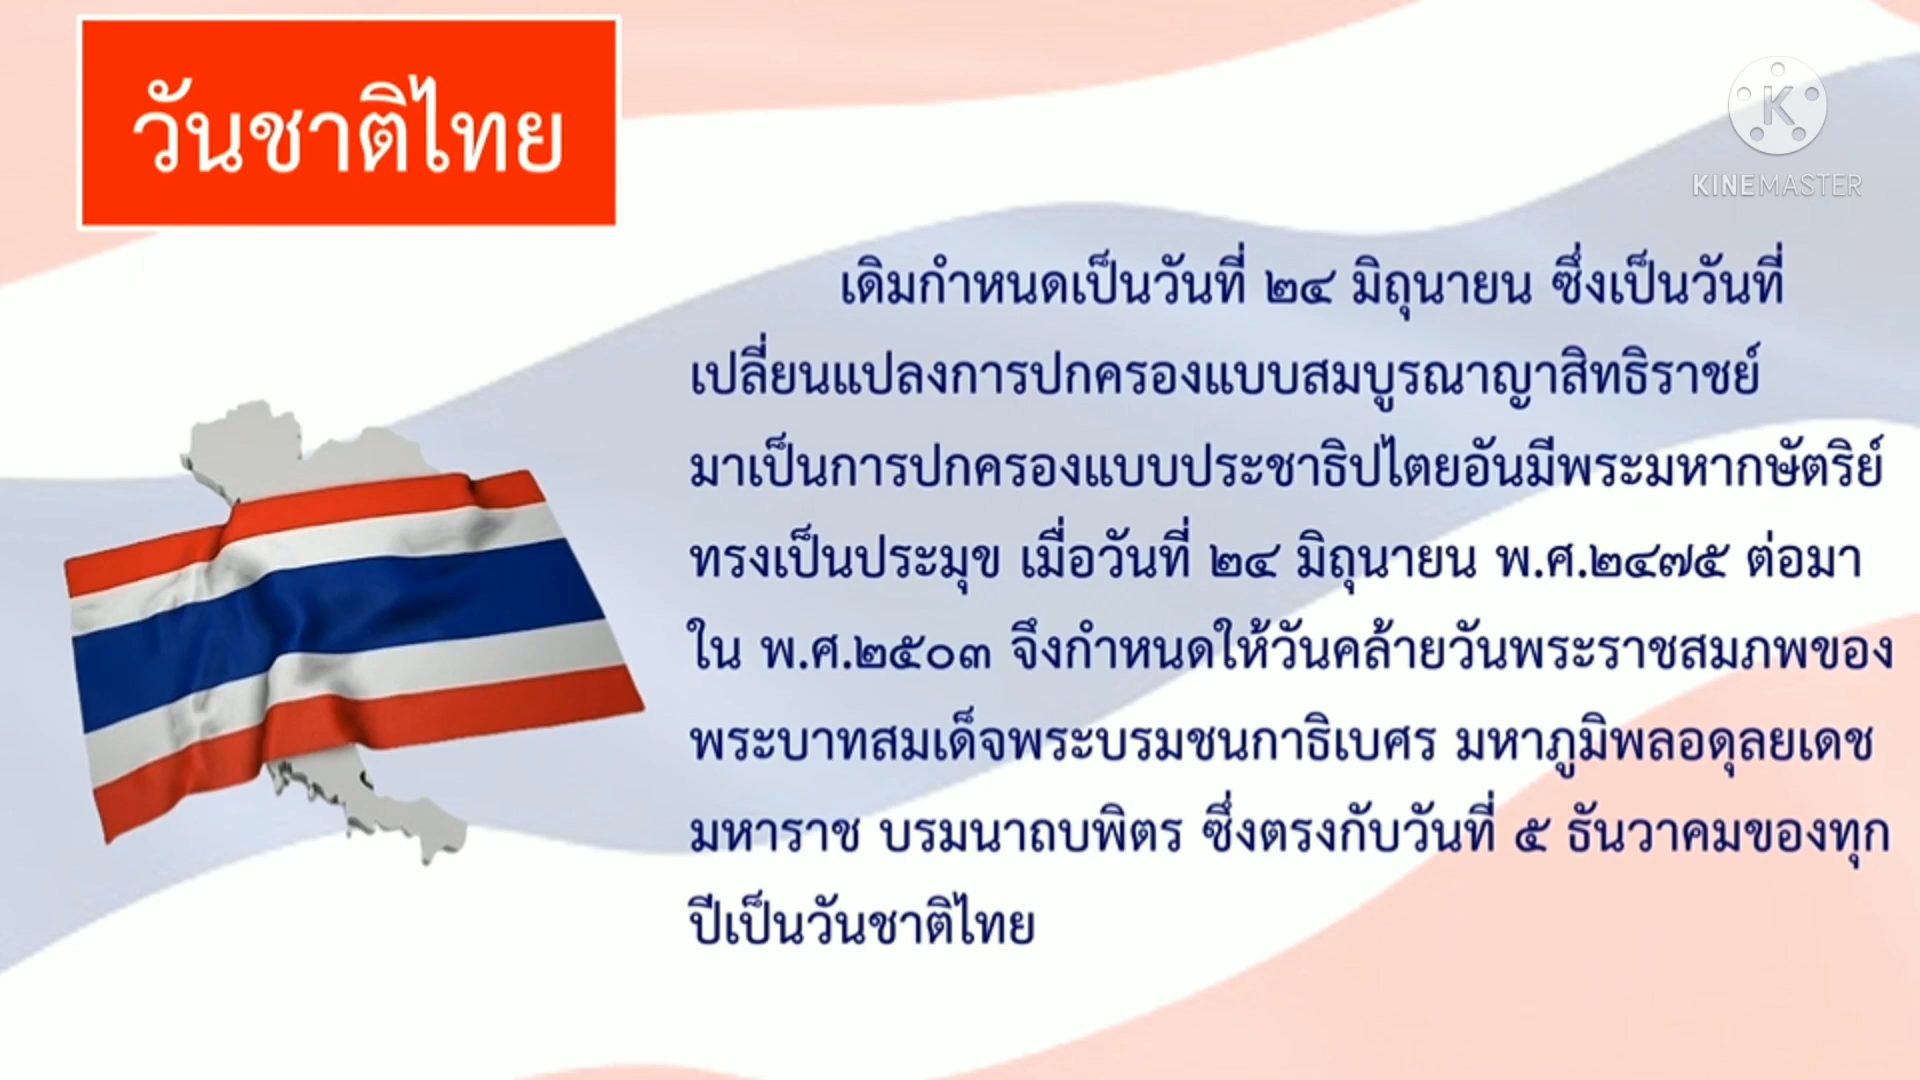 วันชาติไทย
KINEMASTER
เดิมกำหนดเป็นวันที่ ๒๔ มิถุนายน ซึ่งเป็นวันที่
เปลี่ยนแปลงการปกครองแบบสมบูรณาญาสิทธิราชย์
มาเป็นการปกครองแบบประชาธิปไตยอันมีพระมหากษัตริย์
ทรงเป็นประมุข เมื่อวันที่ ๒๔ มิถุนายน พ.ศ.๒๔๗๕ ต่อมา
ใน พ.ศ.๒๕๐๓ จึงกำหนดให้วันคล้ายวันพระราชสมภพของ
พระบาทสมเด็จพระบรมชนกาธิเบศร มหาภูมิพลอดุลยเดช
มหาราช บรมนาถบพิตร ซึ่งตรงกับวันที่ ๕ ธันวาคมของทุก
ปีเป็นวันชาติไทย